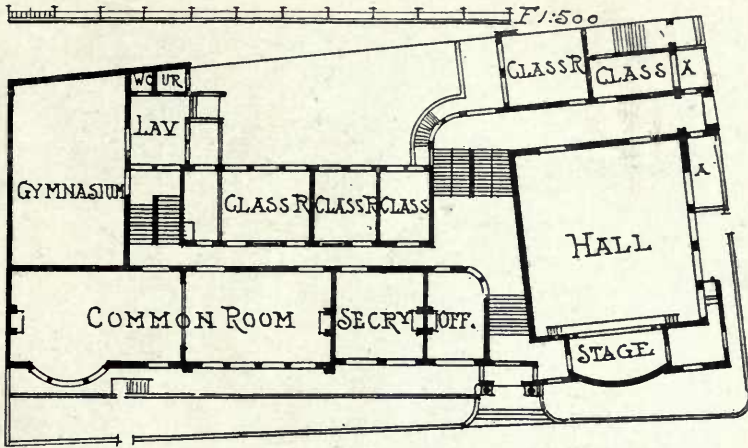 F 1:500
WC UR
CLASS R CLASS X
LAV
X
GYMNASIUM
CLASS R CLASS R CLASS
HALL
COMMON ROOM SECRY OFF.
STAGE